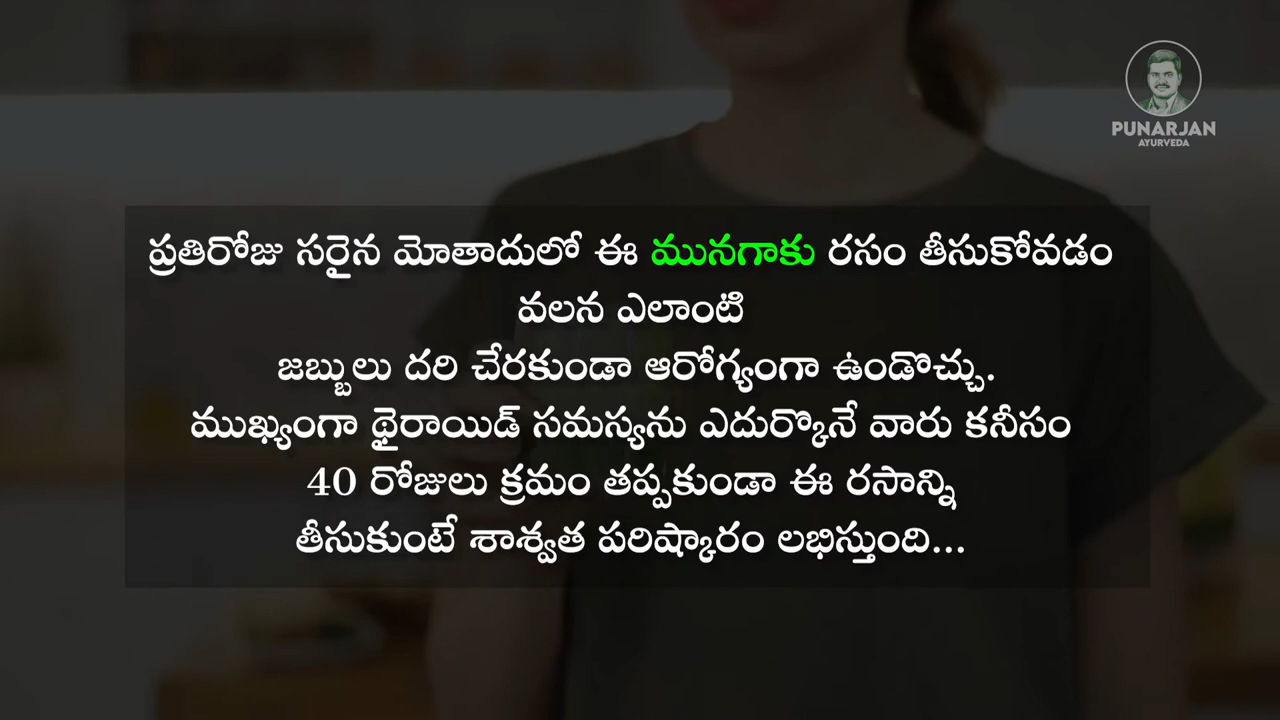 PUNARJAN
AYURVEDA
ప్రతిరోజు సరైన మోతాదులో ఈ మునగాకు రసం తీసుకోవడం
వలన ఎలాంటి
జబ్బులు దరి చేరకుండా ఆరోగ్యంగా ఉండొచ్చు.
ముఖ్యంగా థైరాయిడ్ సమస్యను ఎదుర్కొనే వారు కనీసం
40 రోజులు క్రమం తప్పకుండా ఈ రసాన్ని
తీసుకుంటే శాశ్వత పరిష్కారం లభిస్తుంది...